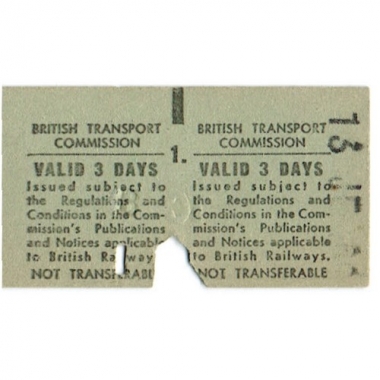 BRITISH TRANSPORT
COMMISSION
VALID 3 DAYS
Issued subject to
the Regulations and
Conditions in the Com-
mission's Publications
and Notices applicable
to British Railways.
NOT TRANSFERABLE
1.
BRITISH TRANSPORT
COMMISSION
VALID 3 DAYS
Issued subject to
the Regulations and
Conditions in the Com-
mission's Publications
and Notices applicable
to British Railways.
NOT TRANSFERABLE
13